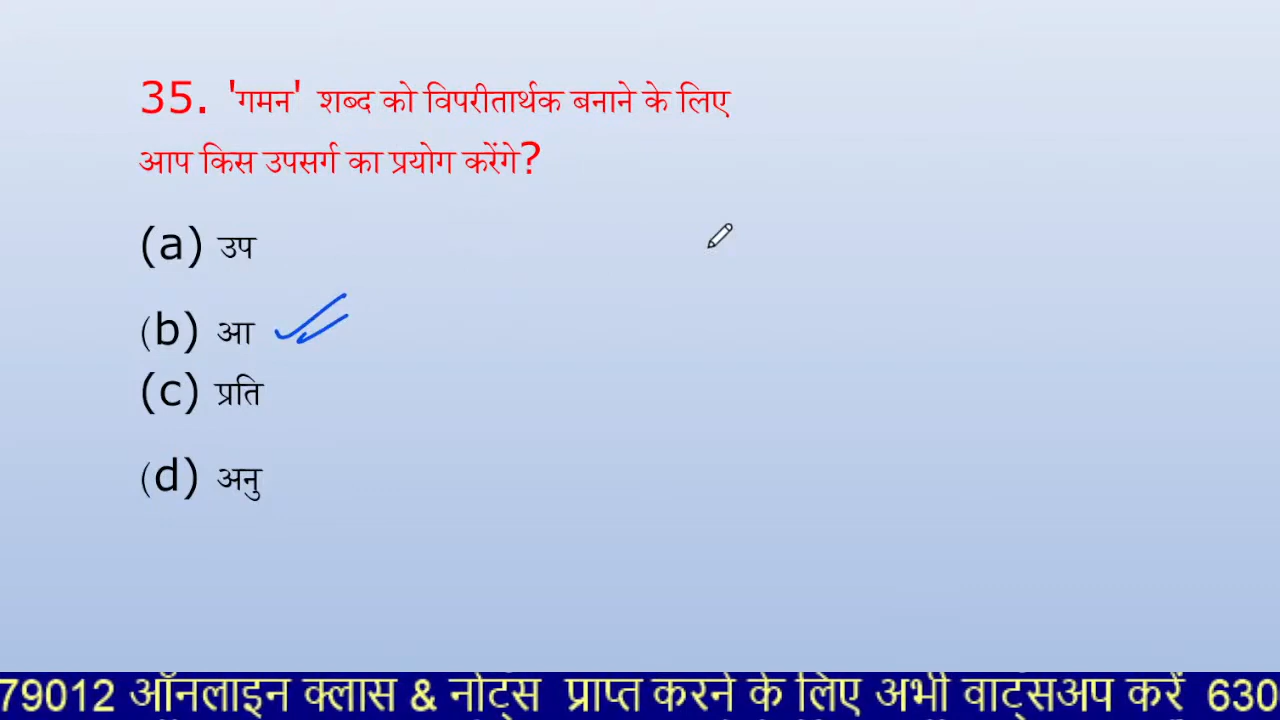 35. 'गमन' शब्द को विपरीतार्थक बनाने के लिए
आप किस उपसर्ग का प्रयोग करेंगे?
(a) उप
(b) आ
(c) प्रति
(d) अनु
79012 ऑनलाइन क्लास & नोट्स प्राप्त करने के लिए अभी वाट्सअप करें 630